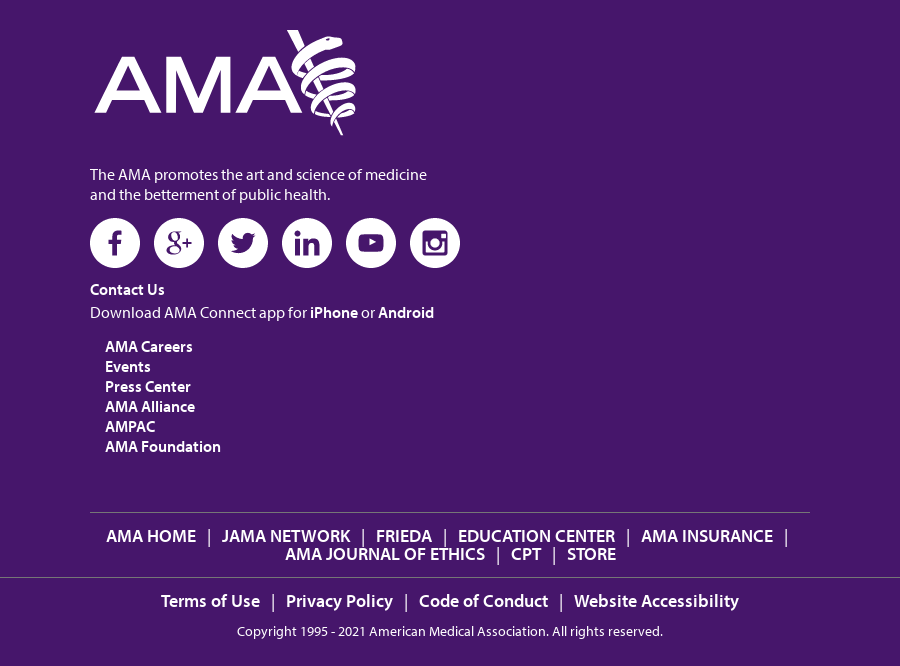 AMA
The AMA promotes the art and science of medicine
and the betterment of public health.
Contact Us
Download AMA Connect app for iPhone or Android
AMA Careers
Events
Press Center
AMA Alliance
AMPAC
AMA Foundation
AMA HOME | JAMA NETWORK | FRIEDA | EDUCATION CENTER | AMA INSURANCE |
AMA JOURNAL OF ETHICS | CPT | STORE
Terms of Use | Privacy Policy | Code of Conduct | Website Accessibility
Copyright 1995 - 2021 American Medical Association. All rights reserved.